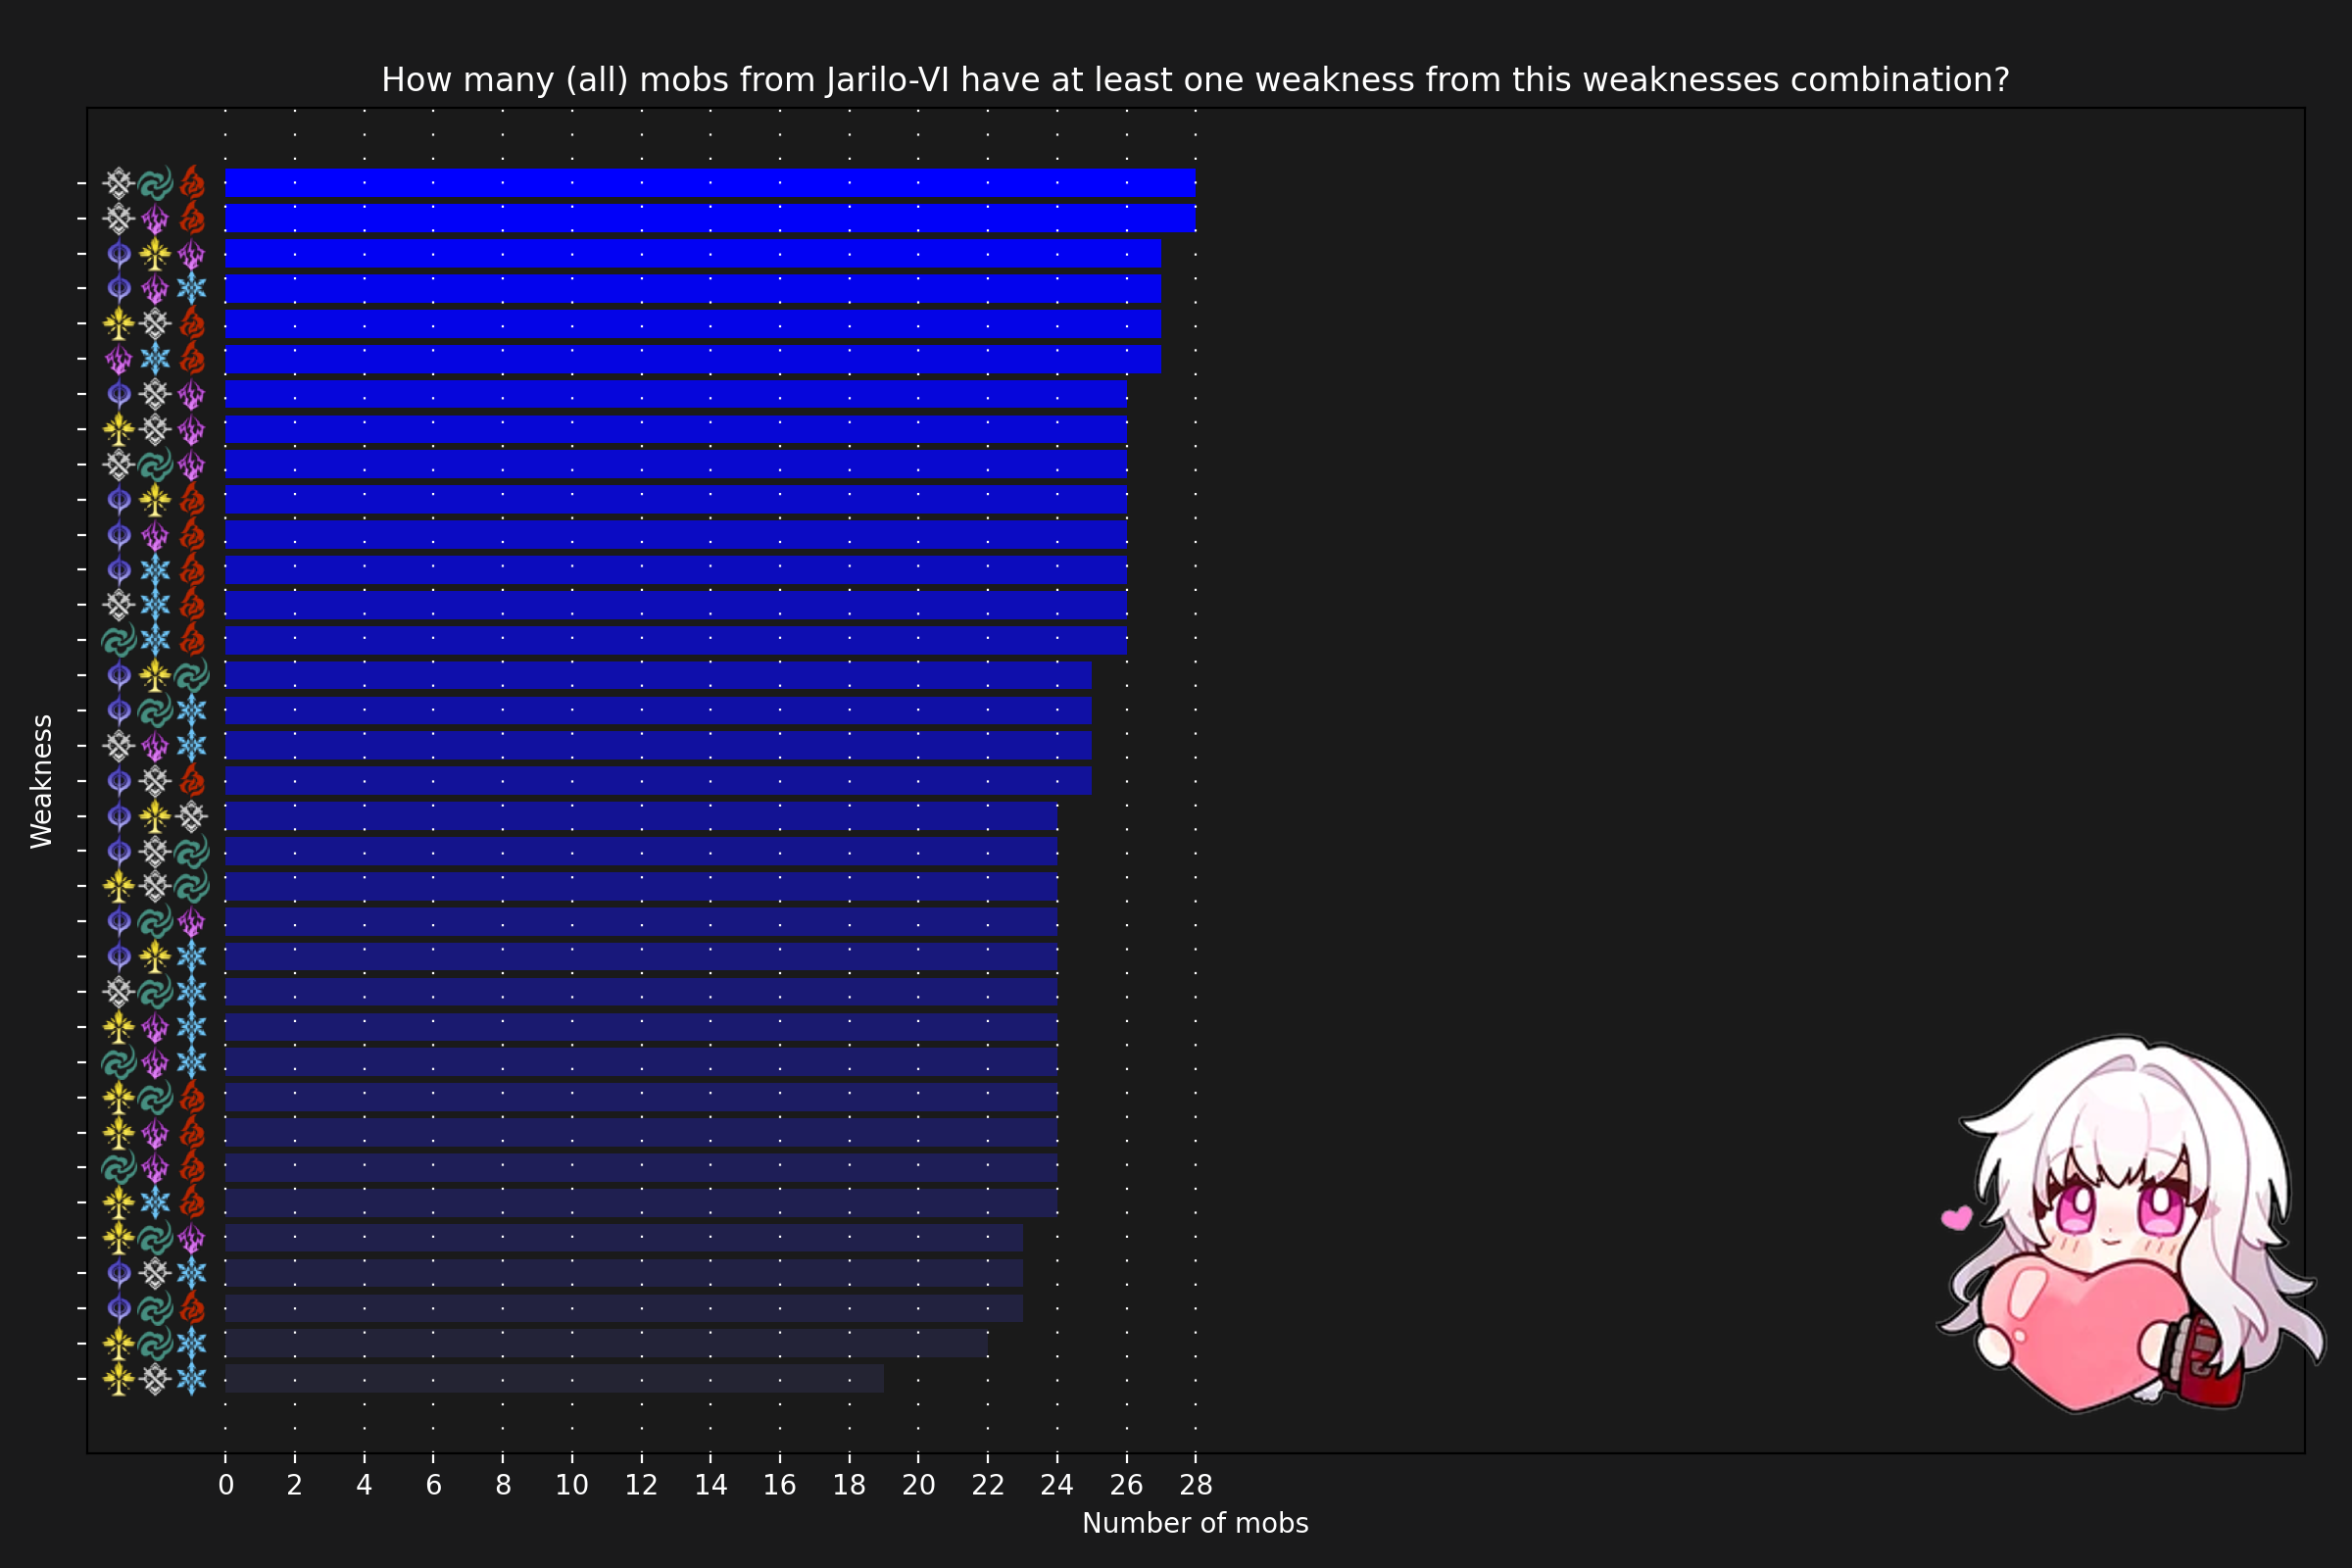 How many (all) mobs from Jarilo-VI have at least one weakness from this weaknesses combination?
Weakness
0 2 4 6 8 10 12 14 16 18 20 22 24 26 28
Number of mobs